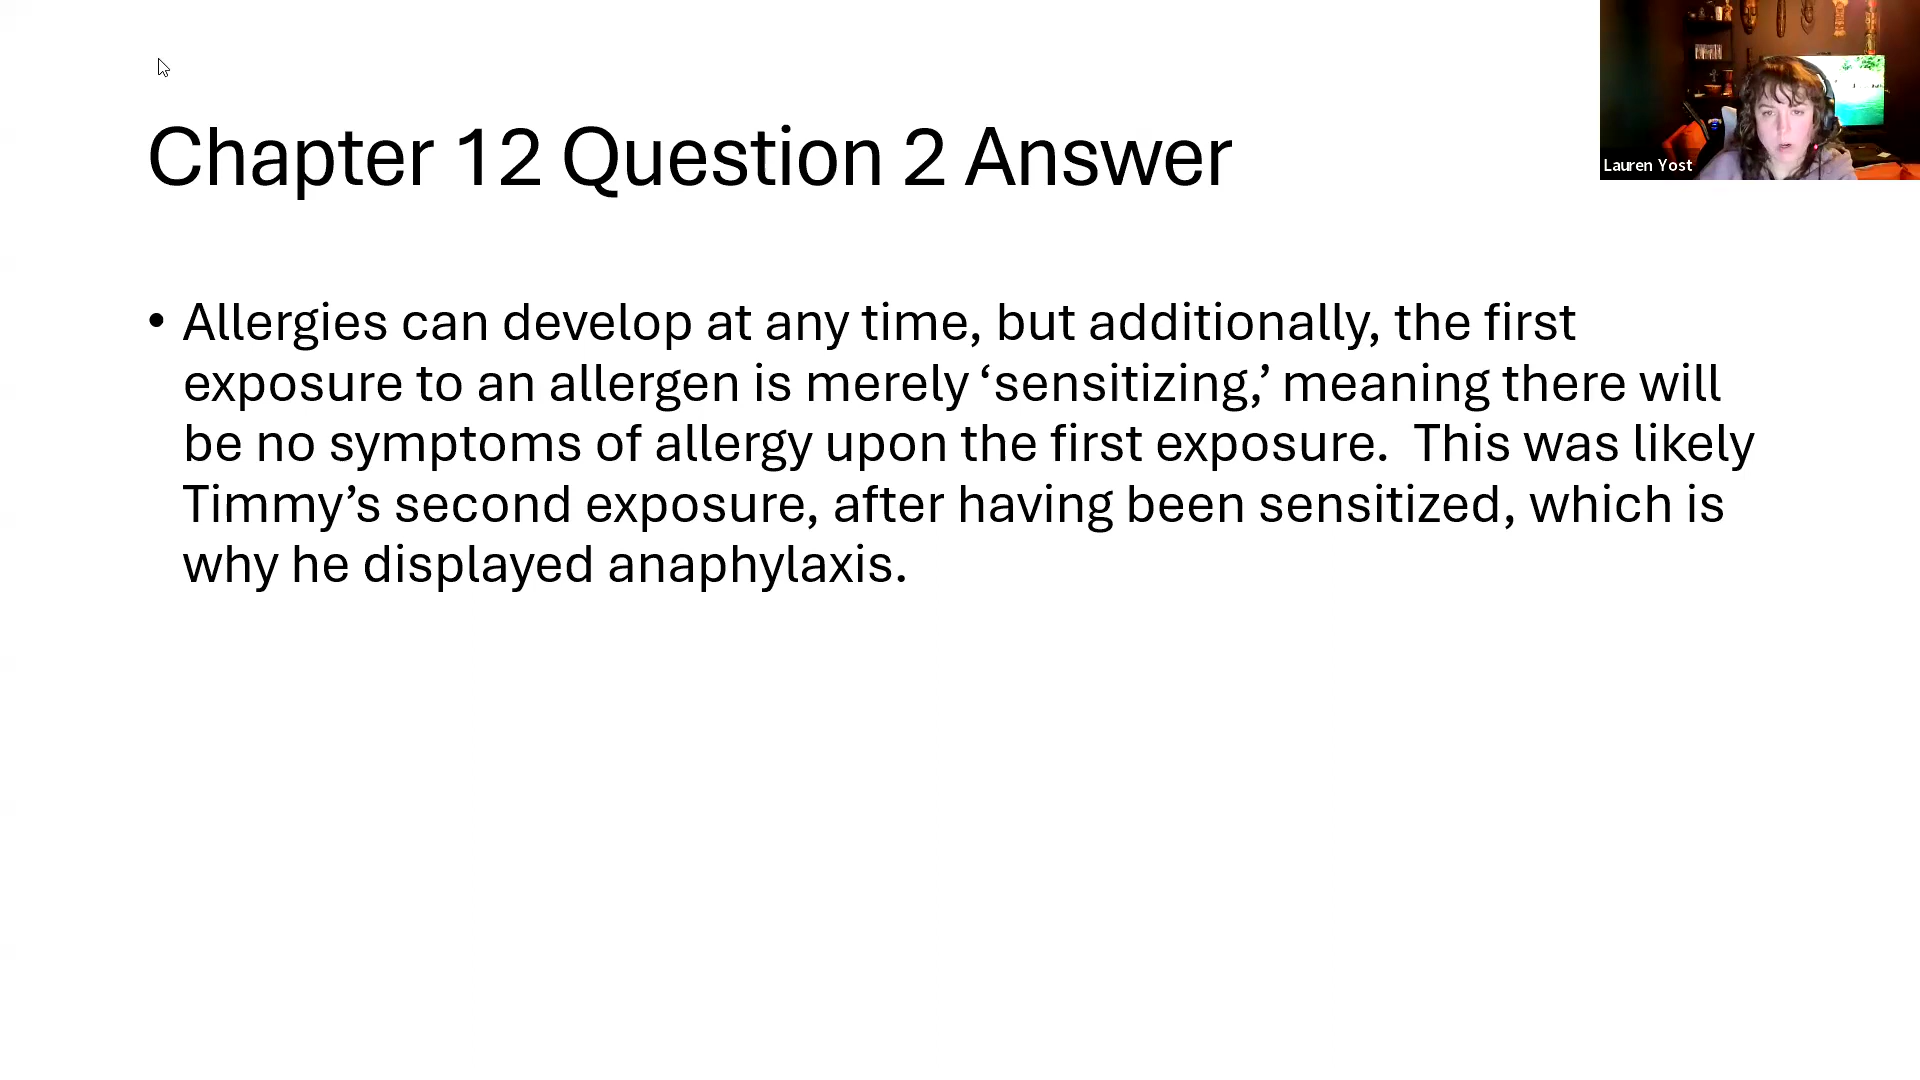 Chapter 12 Question 2 Answer
• Allergies can develop at any time, but additionally, the first
exposure to an allergen is merely ‘sensitizing,’ meaning there will
be no symptoms of allergy upon the first exposure.  This was likely
Timmy’s second exposure, after having been sensitized, which is
why he displayed anaphylaxis.
Lauren Yost